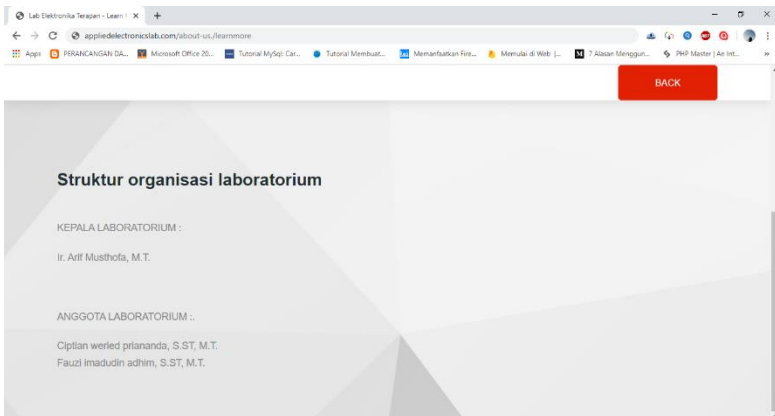 Lab Elektronika Terapan - Learn
appliedelectronicslab.com/about-us./learnmore
Apps PERANCANGAN DA... Microsoft Office 20... Tutorial MySql: Car... Tutorial Membuat... Memanfaatkan Fire... Memulai di Web |... 7 Alasan Menggun... PHP Master | An Int...
BACK
Struktur organisasi laboratorium
KEPALA LABORATORIUM :
Ir. Arif Musthofa, M.T.
ANGGOTA LABORATORIUM :.
Ciptian weried priananda, S.ST, M.T.
Fauzi imadudin adhim, S.ST, M.T.